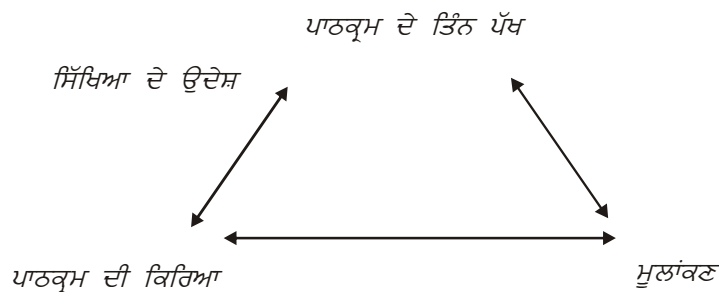 ਪਾਠਕ੍ਰਮ ਦੇ ਤਿੰਨ ਪੱਖ
ਸਿੱਖਿਆ ਦੇ ਉਦੇਸ਼
ਪਾਠਕ੍ਰਮ ਦੀ ਕਿਰਿਆ
ਮੂਲਾਂਕਣ